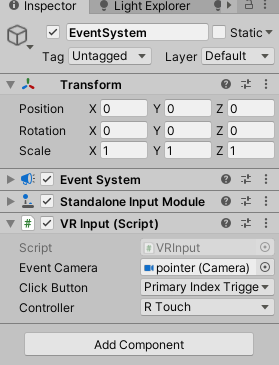 Inspector Light Explorer
EventSystem Static
Tag Untagged Layer Default
Transform
Position X 0 Y 0 Z 0
Rotation X 0 Y 0 Z 0
Scale X 1 Y 1 Z 1
Event System
Standalone Input Module
VR Input (Script)
Script VRInput
Event Camera pointer (Camera)
Click Button Primary Index Trigge
Controller R Touch
Add Component